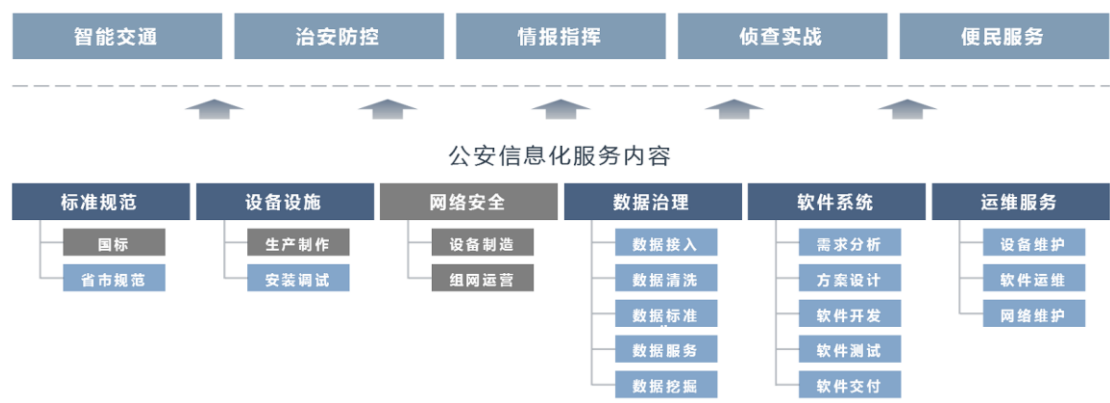 智能交通
治安防控
情报指挥
侦查实战
便民服务
公安信息化服务内容
标准规范
国标
省市规范
设备设施
生产制作
安装调试
网络安全
设备制造
组网运营
数据治理
数据接入
数据清洗
数据标准
数据服务
数据挖掘
软件系统
需求分析
方案设计
软件开发
软件测试
软件交付
运维服务
设备维护
软件运维
网络维护